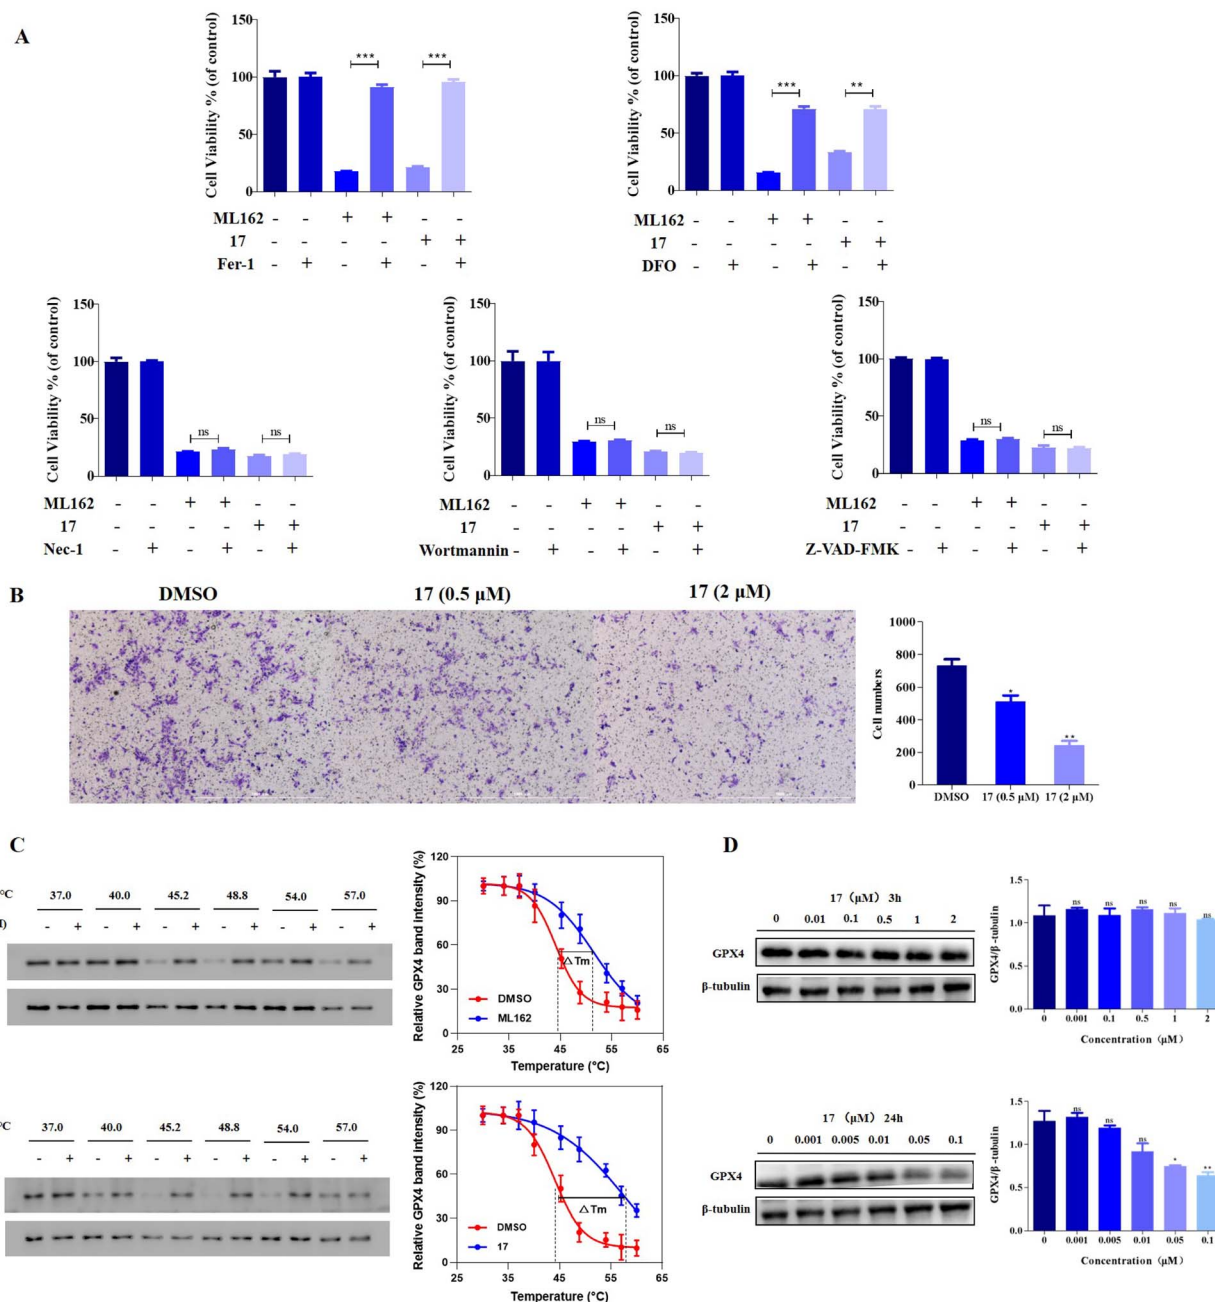 A
Cell Viability % (of control)
150
100
50
0
*** ***
ML162 - - + + - -
17 - - - - + +
Fer-1 - + - + - +
Cell Viability % (of control)
150
100
50
0
*** **
ML162 - - + + - -
17 - - - - + +
DFO - + - + - +
Cell Viability % (of control)
150
100
50
0
ns ns
ML162 - - + + - -
17 - - - - + +
Nec-1 - + - + - +
Cell Viability % (of control)
150
100
50
0
ns ns
ML162 - - + + - -
17 - - - - + +
Wortmannin - + - + - +
Cell Viability % (of control)
150
100
50
0
ns ns
ML162 - - + + - -
17 - - - - + +
Z-VAD-FMK - + - + - +
B
DMSO 17 (0.5 μM) 17 (2 μM)
Cell numbers
1000
800
600
400
200
0
* **
DMSO 17 (0.5 μM) 17 (2 μM)
C
°C 37.0 40.0 45.2 48.8 54.0 57.0
) - + - + - + - + - + - +
Relative GPX4 band intensity (%)
120
90
60
30
0
△ Tm
DMSO
ML162
25 35 45 55 65
Temperature (°C)
°C 37.0 40.0 45.2 48.8 54.0 57.0
- + - + - + - + - + - +
Relative GPX4 band intensity (%)
120
90
60
30
0
△ Tm
DMSO
17
25 35 45 55 65
Temperature (°C)
D
17 (μM) 3h
0 0.01 0.1 0.5 1 2
GPX4
β-tubulin
GPX4/β -tubulin
1.5
1.0
0.5
0.0
ns ns ns ns ns
0 0.001 0.1 0.5 1 2
Concentration (μM)
17 (μM) 24h
0 0.001 0.005 0.01 0.05 0.1
GPX4
β-tubulin
GPX4/β -tubulin
1.5
1.0
0.5
0.0
ns ns ns * **
0 0.001 0.005 0.01 0.05 0.1
Concentration (μM)